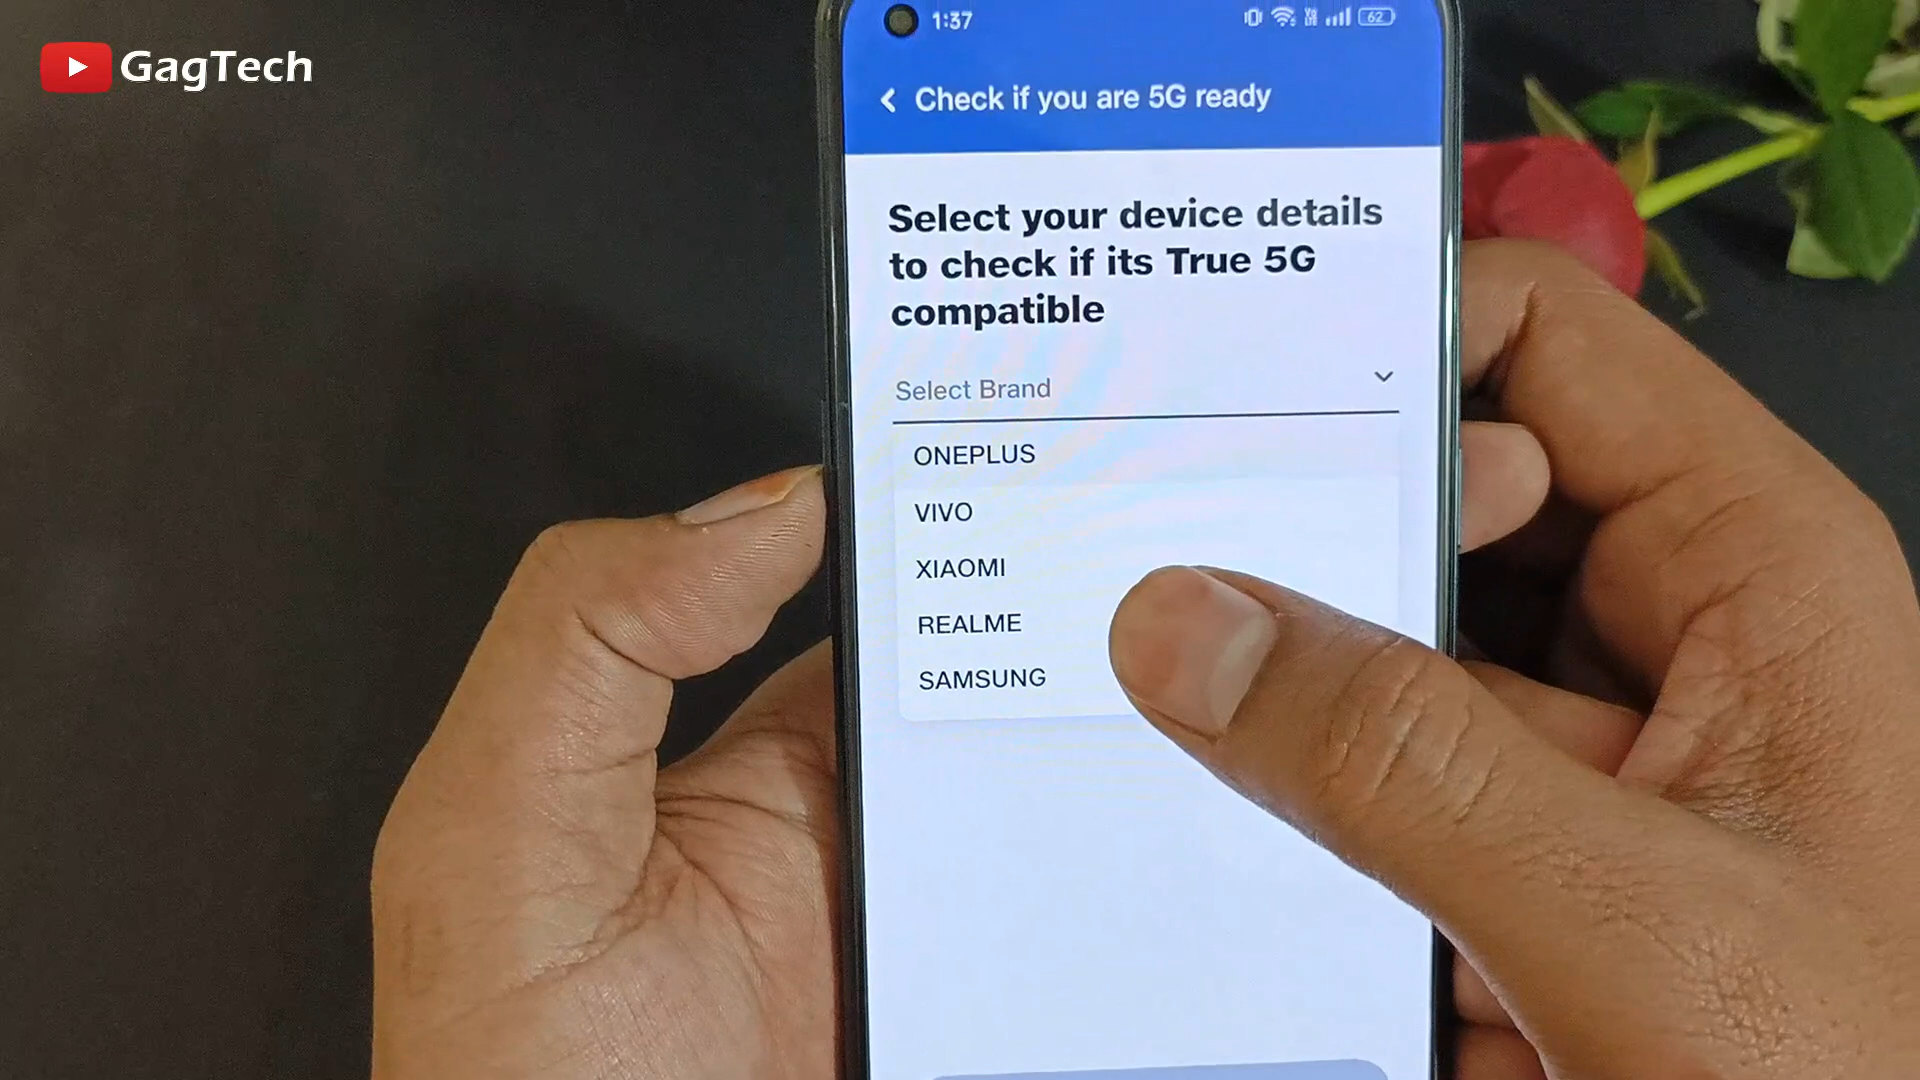 GagTech
1:37
62
Check if you are 5G ready
Select your device details
to check if its True 5G
compatible
Select Brand
ONEPLUS
VIVO
XIAOMI
REALME
SAMSUNG